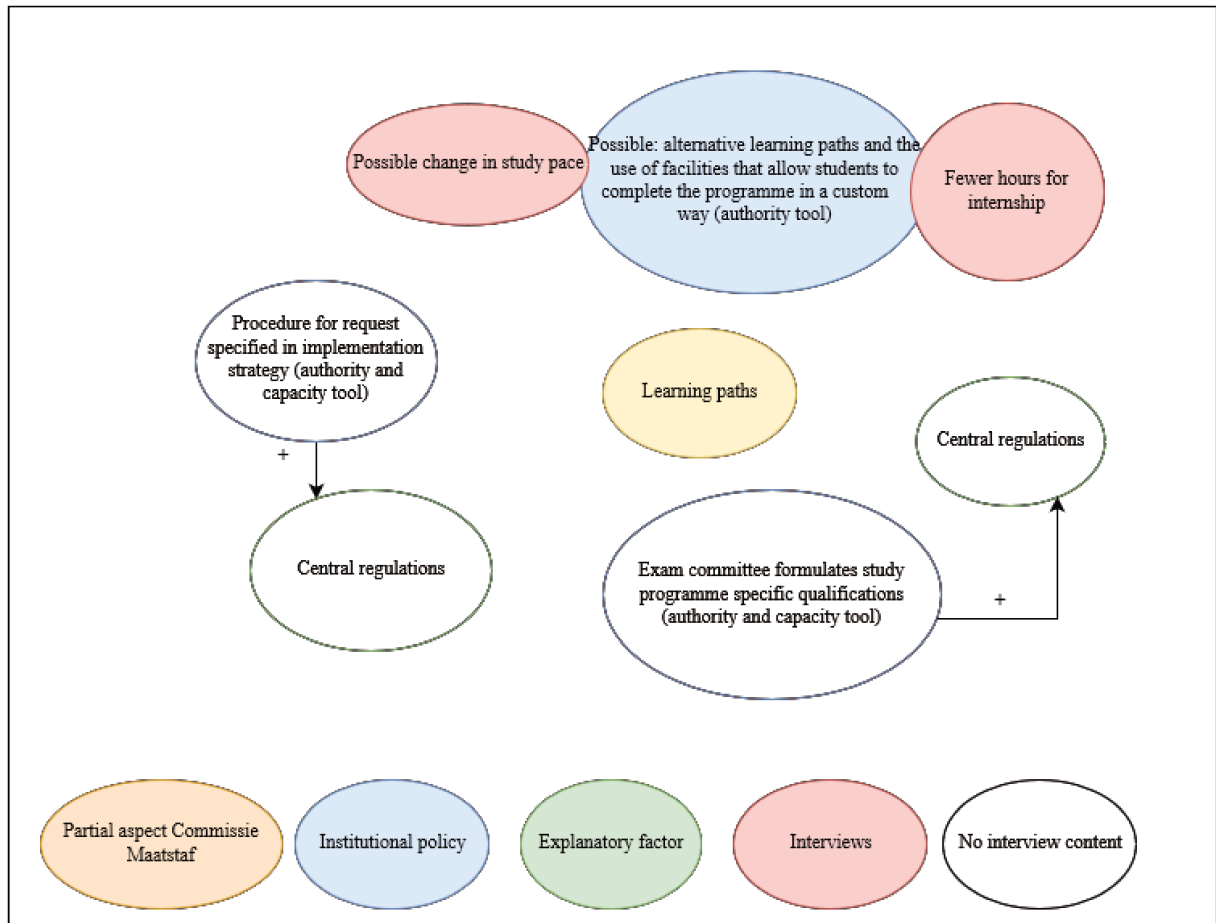 Possible change in study pace
Possible: alternative learning paths and the
use of facilities that allow students to
complete the programme in a custom
way (authority tool)
Fewer hours for
internship
Procedure for request
specified in implementation
strategy (authority and
capacity tool)
Learning paths
Central regulations
+
Central regulations
Exam committee formulates study
programme specific qualifications
(authority and capacity tool)
+
Partial aspect Commissie
Maatstaf
Institutional policy
Explanatory factor
Interviews
No interview content